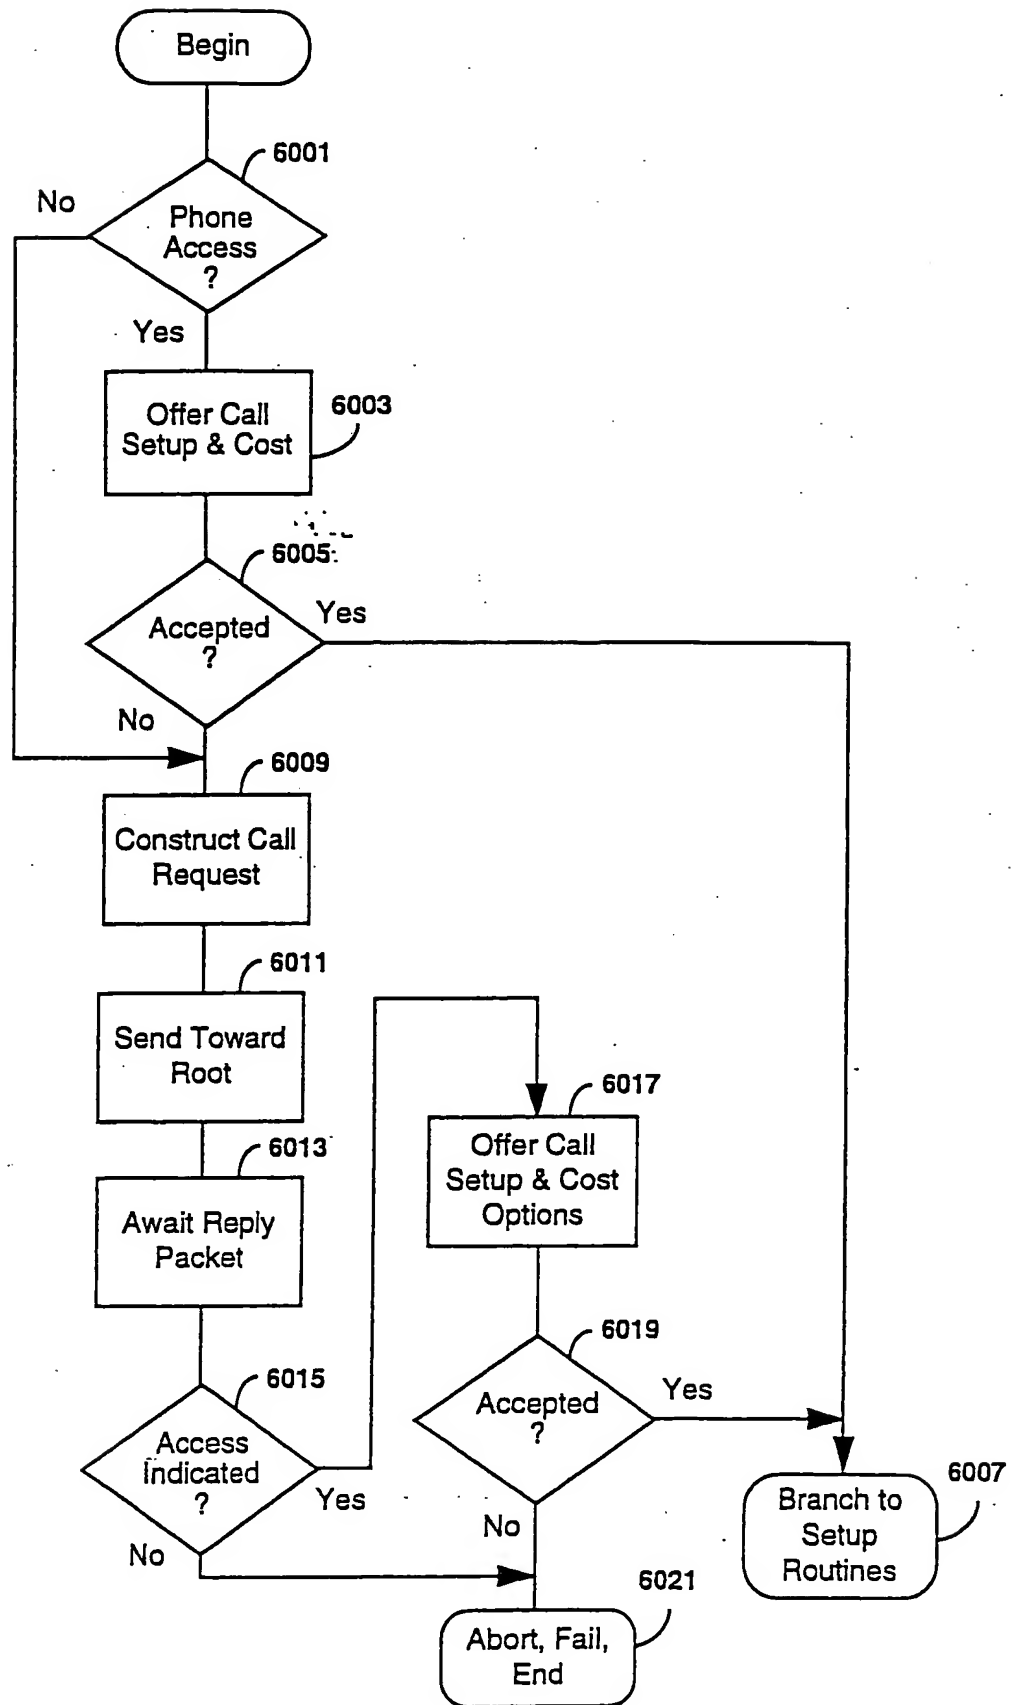 Begin
6001
No
Phone
Access
?
Yes
Offer Call
Setup & Cost
6003
6005
Accepted
?
Yes
No
6009
Construct Call
Request
6011
Send Toward
Root
6013
Await Reply
Packet
6015
Access
Indicated
?
Yes
No
6017
Offer Call
Setup & Cost
Options
6019
Accepted
?
Yes
No
6007
Branch to
Setup
Routines
6021
Abort, Fail,
End